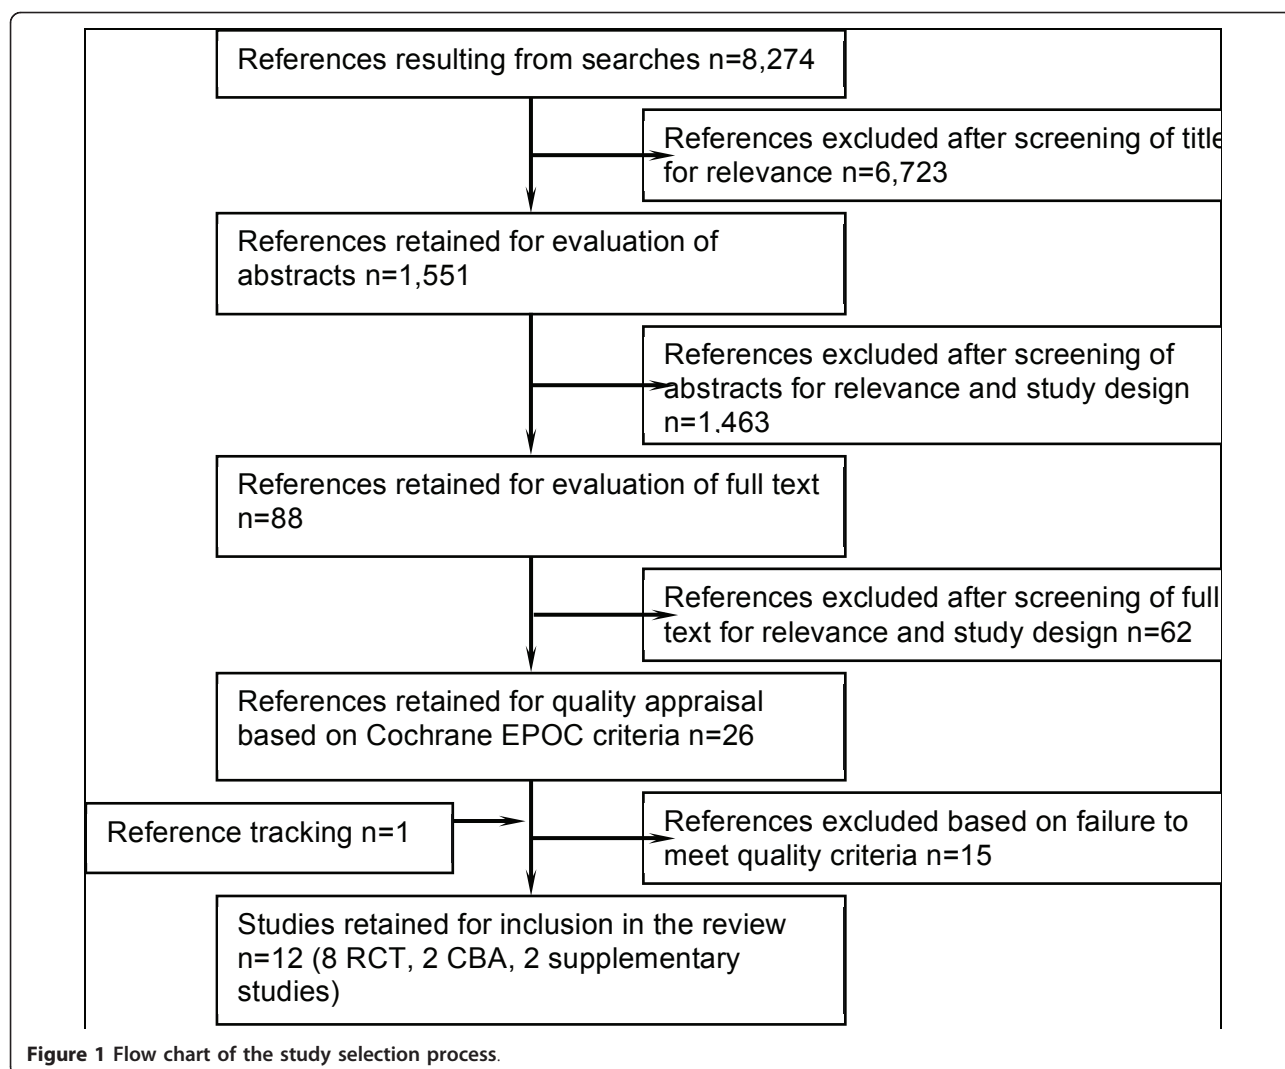 References resulting from searches n=8,274
References excluded after screening of title
for relevance n=6,723
References retained for evaluation of
abstracts n=1,551
References excluded after screening of
abstracts for relevance and study design
n=1,463
References retained for evaluation of full text
n=88
References excluded after screening of full
text for relevance and study design n=62
References retained for quality appraisal
based on Cochrane EPOC criteria n=26
Reference tracking n=1
References excluded based on failure to
meet quality criteria n=15
Studies retained for inclusion in the review
n=12 (8 RCT, 2 CBA, 2 supplementary
studies)
Figure 1 Flow chart of the study selection process.